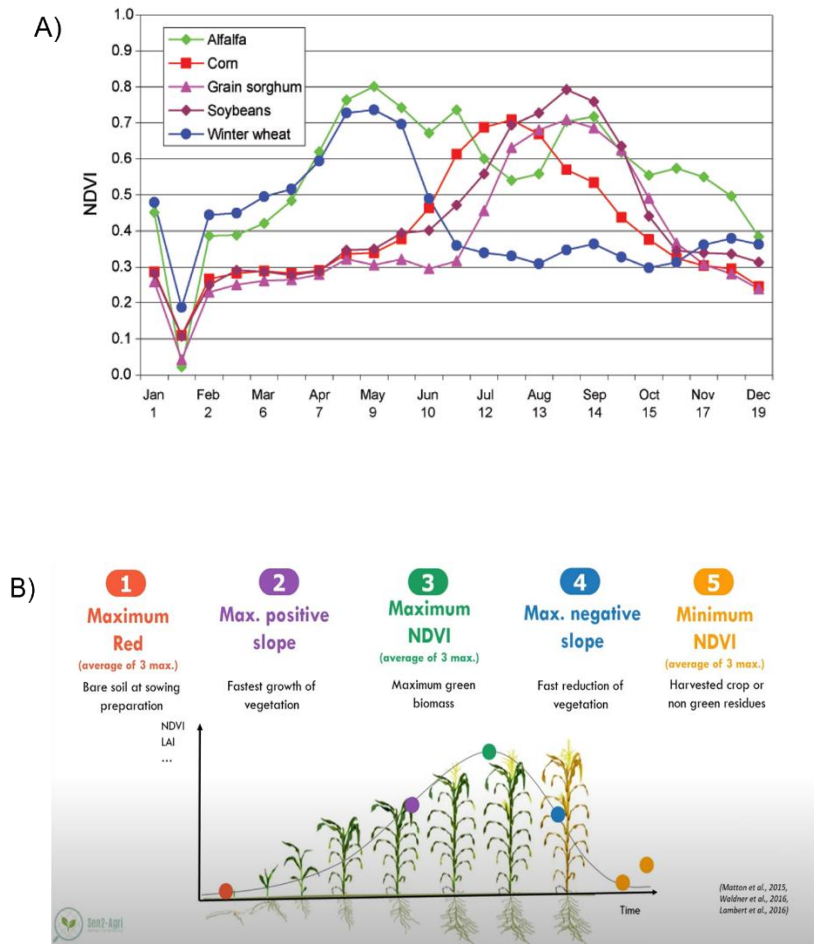 A)
1.0
0.9
0.8
0.7
0.6
0.5
0.4
0.3
0.2
0.1
0.0
NDVI
Alfalfa
Corn
Grain sorghum
Soybeans
Winter wheat
Jan Feb Mar Apr May Jun Jul Aug Sep Oct Nov Dec
1 2 6 7 9 10 12 13 14 15 17 19
B)
1
Maximum
Red
(average of 3 max.)
Bare soil at sowing
preparation
2
Max. positive
slope
Fastest growth of
vegetation
3
Maximum
NDVI
(average of 3 max.)
Maximum green
biomass
4
Max. negative
slope
Fast reduction of
vegetation
5
Minimum
NDVI
(average of 3 max.)
Harvested crop or
non green residues
NDVI
LAI
...
Time
(Matton et al., 2015,
Waldner et al., 2016,
Lambert et al., 2016)
Sen2-Agri